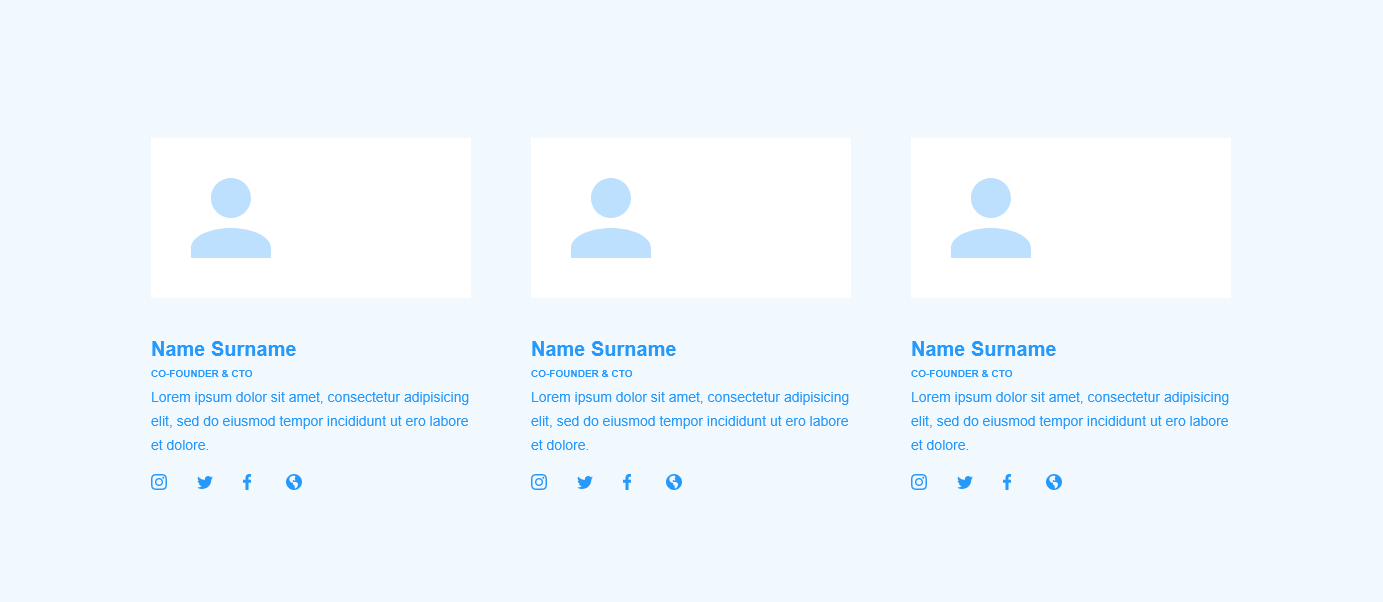 Name Surname
CO-FOUNDER & CTO
Lorem ipsum dolor sit amet, consectetur adipisicing
elit, sed do eiusmod tempor incididunt ut ero labore
et dolore.
Name Surname
CO-FOUNDER & CTO
Lorem ipsum dolor sit amet, consectetur adipisicing
elit, sed do eiusmod tempor incididunt ut ero labore
et dolore.
Name Surname
CO-FOUNDER & CTO
Lorem ipsum dolor sit amet, consectetur adipisicing
elit, sed do eiusmod tempor incididunt ut ero labore
et dolore.